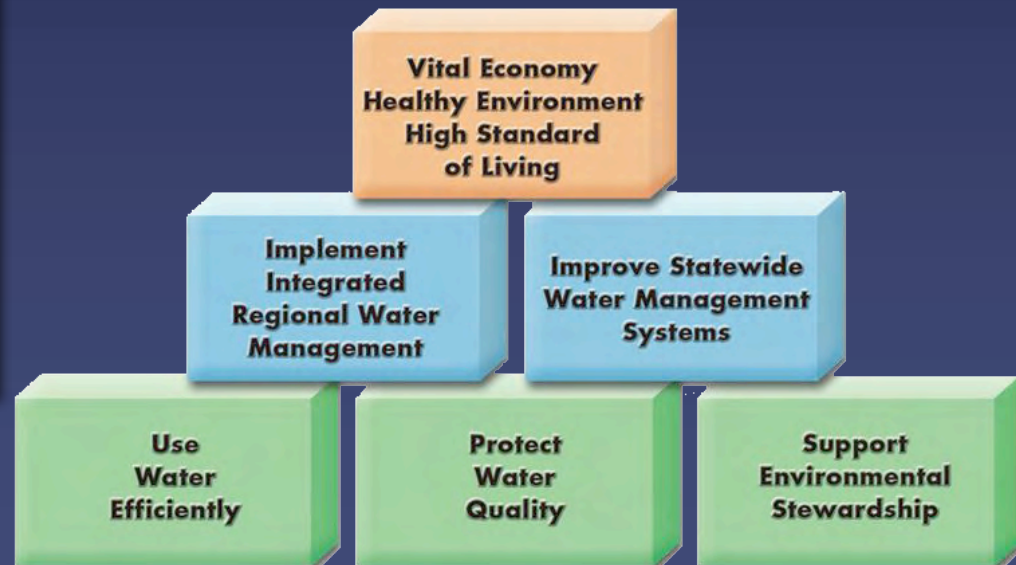 Vital Economy
Healthy Environment
High Standard
of Living
Implement
Integrated
Regional Water
Management
Improve Statewide
Water Management
Systems
Use
Water
Efficiently
Protect
Water
Quality
Support
Environmental
Stewardship